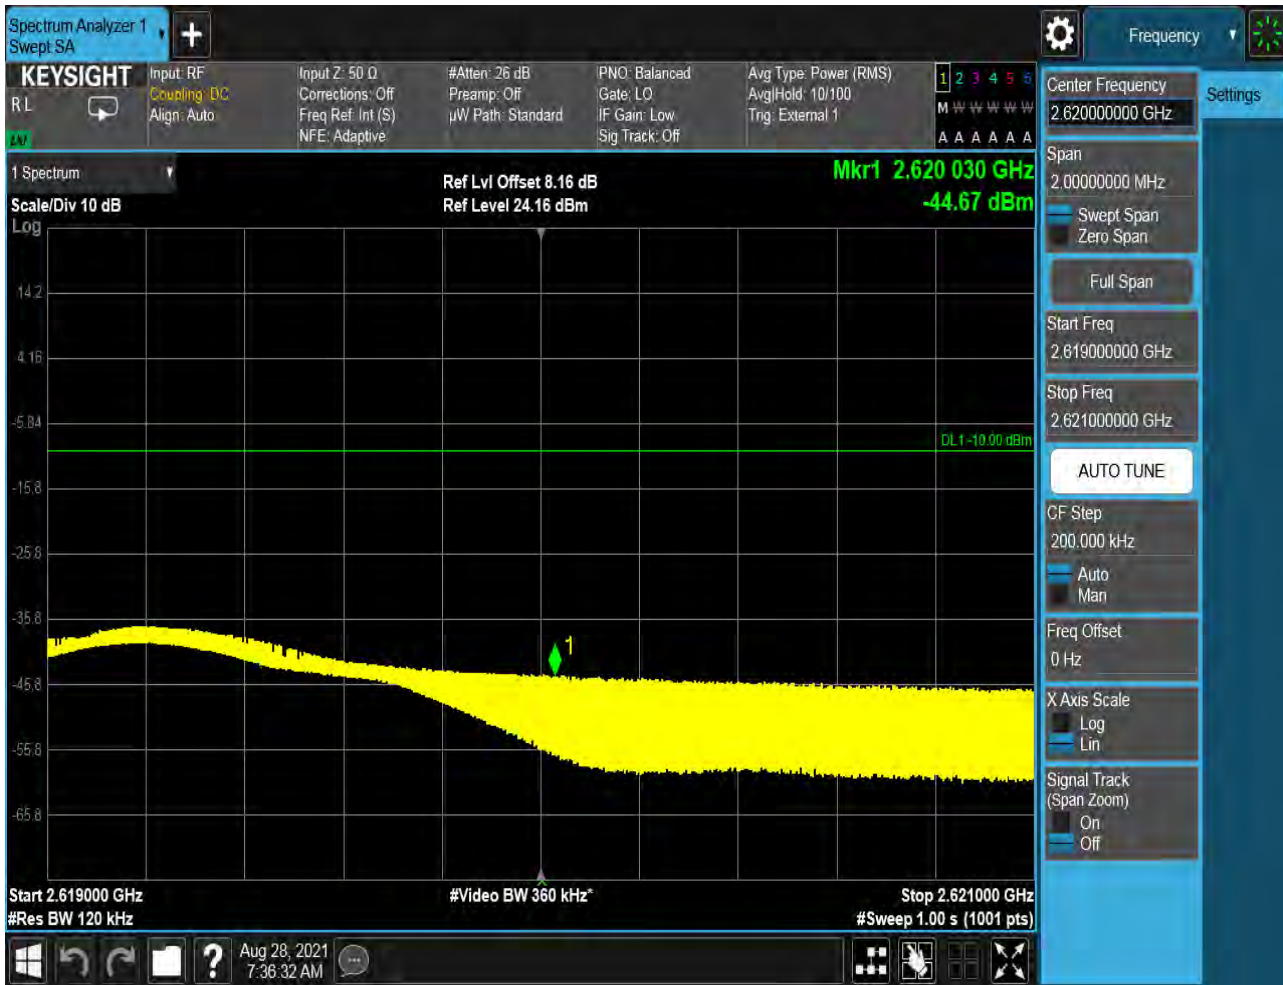 Spectrum Analyzer 1
Swept SA
Frequency
KEYSIGHT
R L
Input: RF
Coupling: DC
Align: Auto
Input Z: 50 Ω
Corrections: Off
Freq Ref: Int (S)
NFE: Adaptive
#Atten: 26 dB
Preamp: Off
µW Path: Standard
PNO: Balanced
Gate: LO
IF Gain: Low
Sig Track: Off
Avg Type: Power (RMS)
Avg|Hold: 10/100
Trig: External 1
1 2 3 4 5 6
M W W W W W
A A A A A A
1 Spectrum
Scale/Div 10 dB
Log
Ref Lvl Offset 8.16 dB
Ref Level 24.16 dBm
Mkr1 2.620 030 GHz
-44.67 dBm
14.2
4.16
-5.84
-15.8
-25.8
-35.8
-45.8
-55.8
-65.8
DL1 -10.00 dBm
1
Start 2.619000 GHz
#Res BW 120 kHz
#Video BW 360 kHz*
Stop 2.621000 GHz
#Sweep 1.00 s (1001 pts)
Aug 28, 2021
7:36:32 AM
Center Frequency
2.620000000 GHz
Settings
Span
2.00000000 MHz
Swept Span
Zero Span
Full Span
Start Freq
2.619000000 GHz
Stop Freq
2.621000000 GHz
AUTO TUNE
CF Step
200.000 kHz
Auto
Man
Freq Offset
0 Hz
X Axis Scale
Log
Lin
Signal Track
(Span Zoom)
On
Off